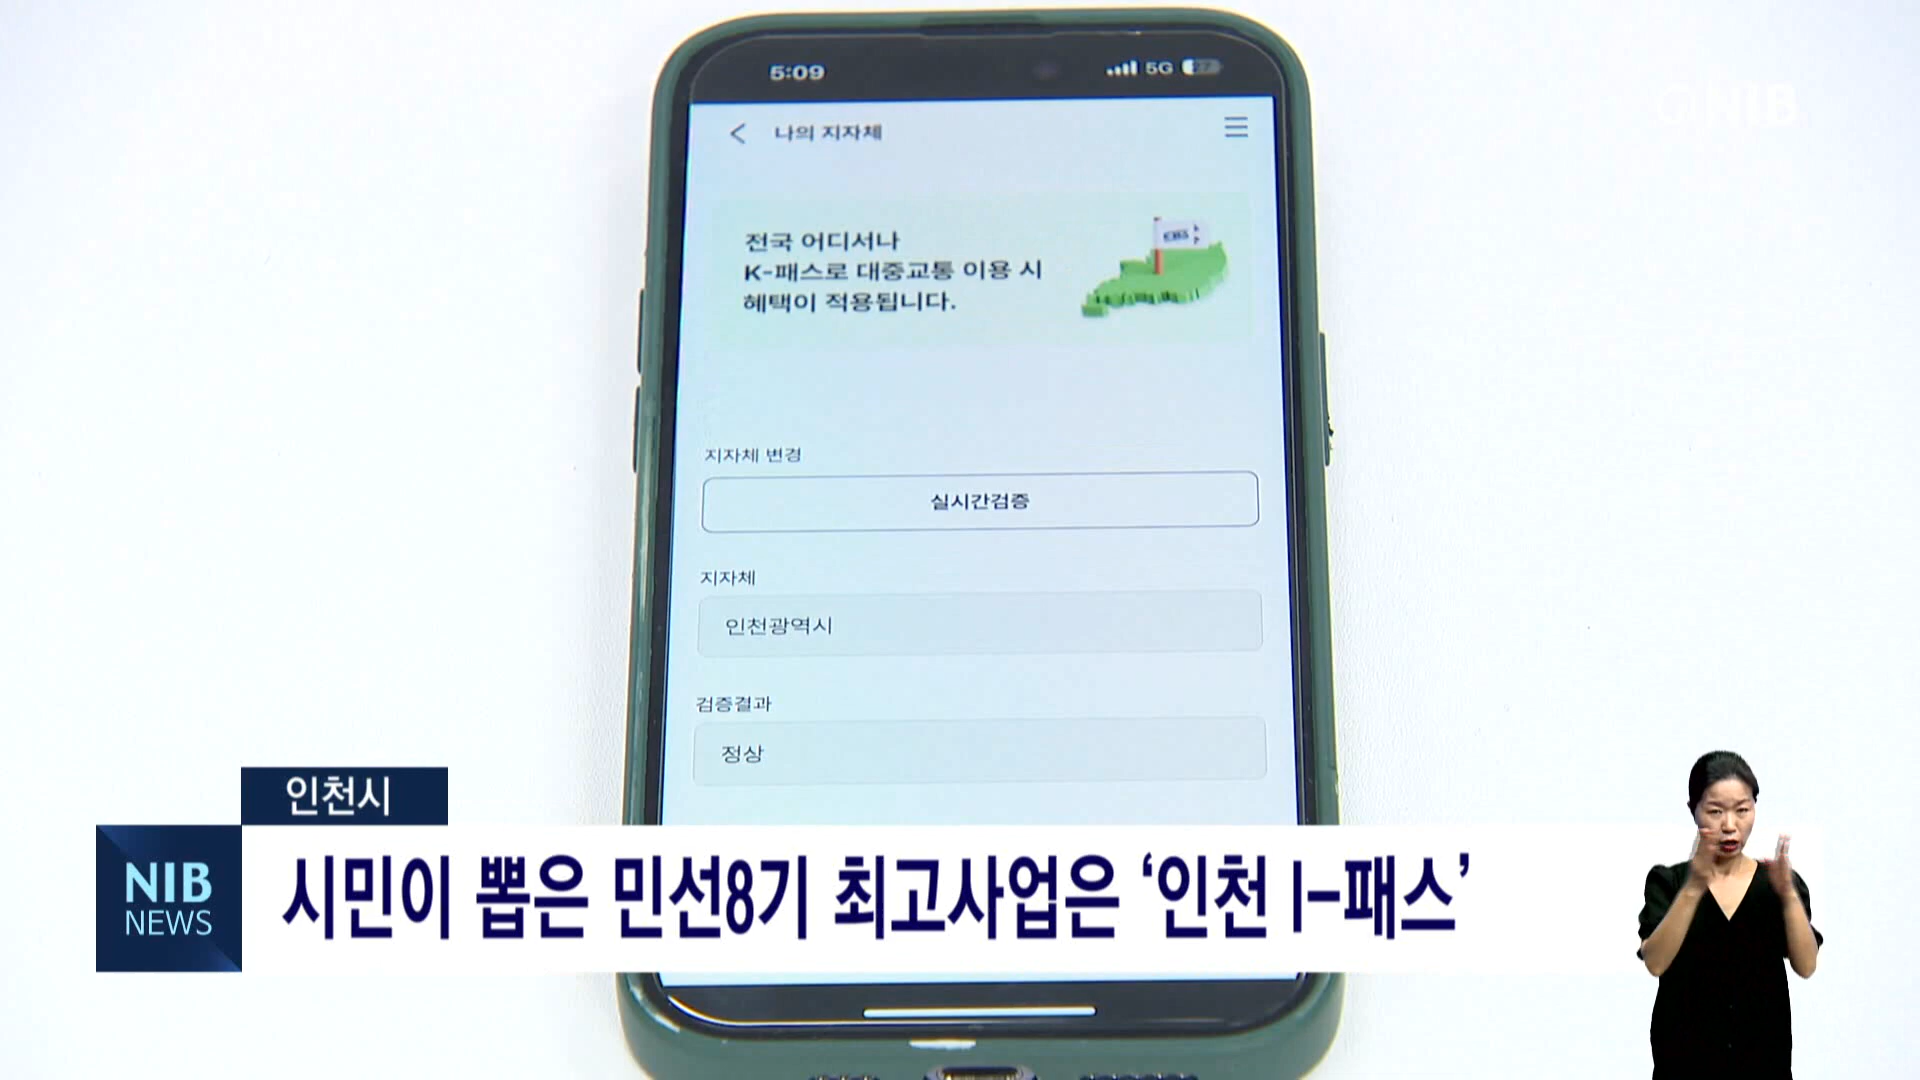 5:09
5G 27
NIB
나의 지자체
전국 어디서나
K-패스로 대중교통 이용 시
혜택이 적용됩니다.
지자체 변경
실시간검증
지자체
인천광역시
검증결과
정상
인천시
NIB
NEWS
시민이 뽑은 민선8기 최고사업은 ‘인천 I-패스’